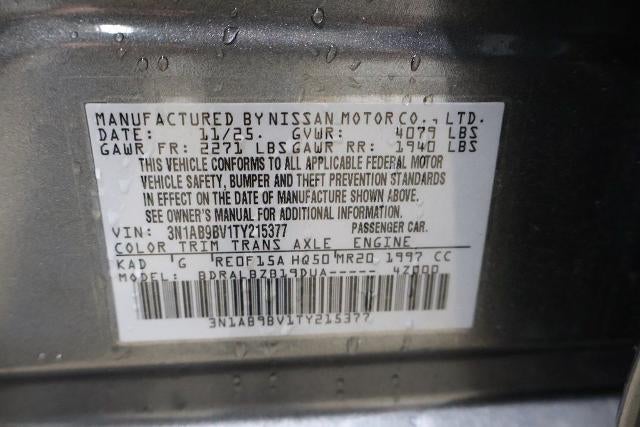 MANUFACTURED BY NISSAN MOTOR CO., LTD.
DATE: 11/25. GVWR: 4079 LBS
GAWR FR: 2271 LBS GAWR RR: 1940 LBS
THIS VEHICLE CONFORMS TO ALL APPLICABLE FEDERAL MOTOR
VEHICLE SAFETY, BUMPER AND THEFT PREVENTION STANDARDS
IN EFFECT ON THE DATE OF MANUFACTURE SHOWN ABOVE.
SEE OWNER'S MANUAL FOR ADDITIONAL INFORMATION.
VIN: 3N1AB9BV1TY215377 PASSENGER CAR.
COLOR TRIM TRANS AXLE ENGINE
KAD 'G 'RE0F15A HQ50 MR20 1997 CC
MODEL: BDRALBZB19DUA----- 4Z000
3N1AB9BV1TY215377